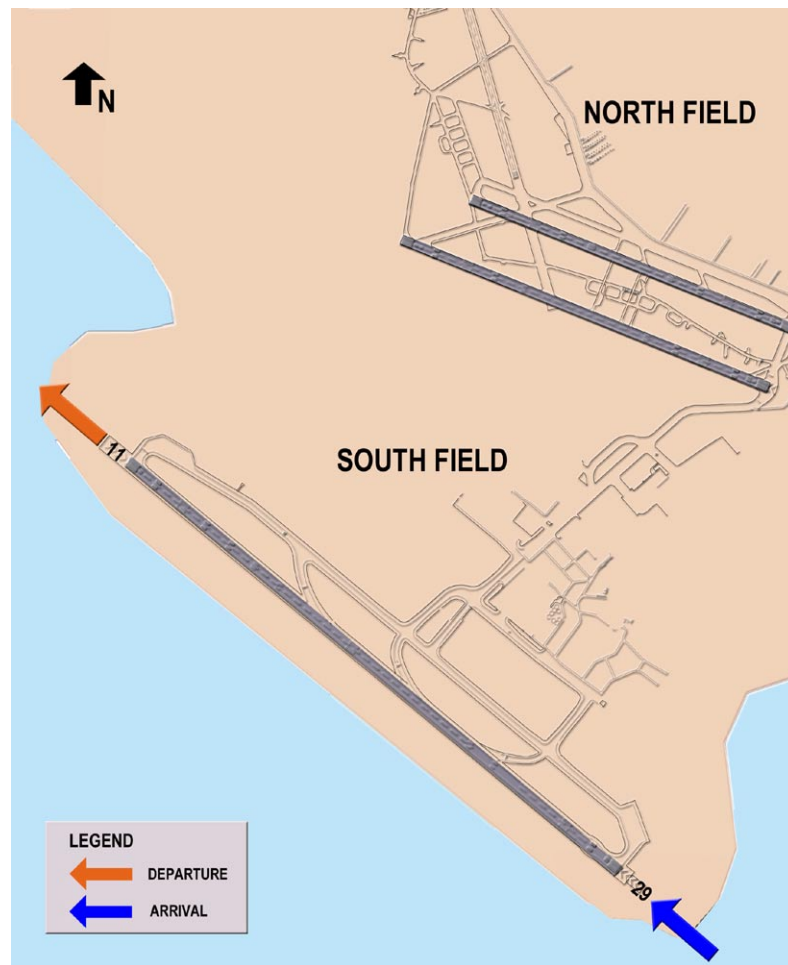 N
NORTH FIELD
SOUTH FIELD
11
29
LEGEND
DEPARTURE
ARRIVAL